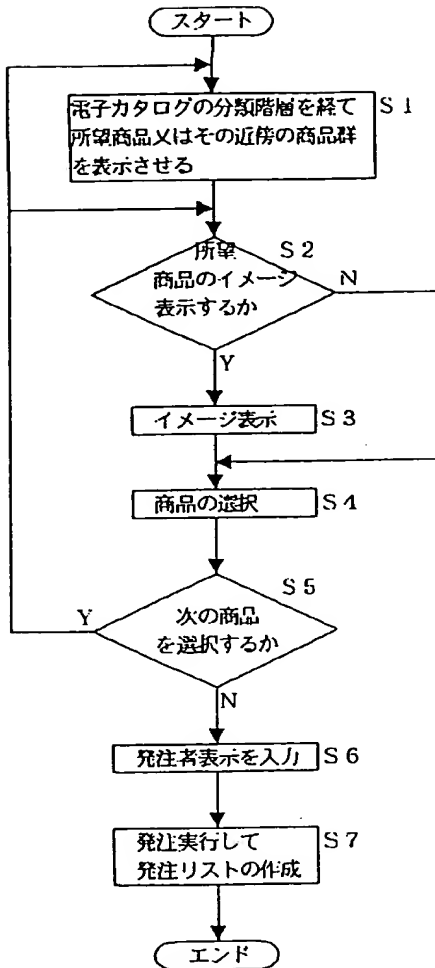 スタート
電子カタログの分類階層を経て
所望商品又はその近傍の商品群
を表示させる
S1
所望
商品のイメージ
表示するか
S2
N
Y
イメージ表示
S3
商品の選択
S4
次の商品
を選択するか
S5
Y
N
発注者表示を入力
S6
発注実行して
発注リストの作成
S7
エンド